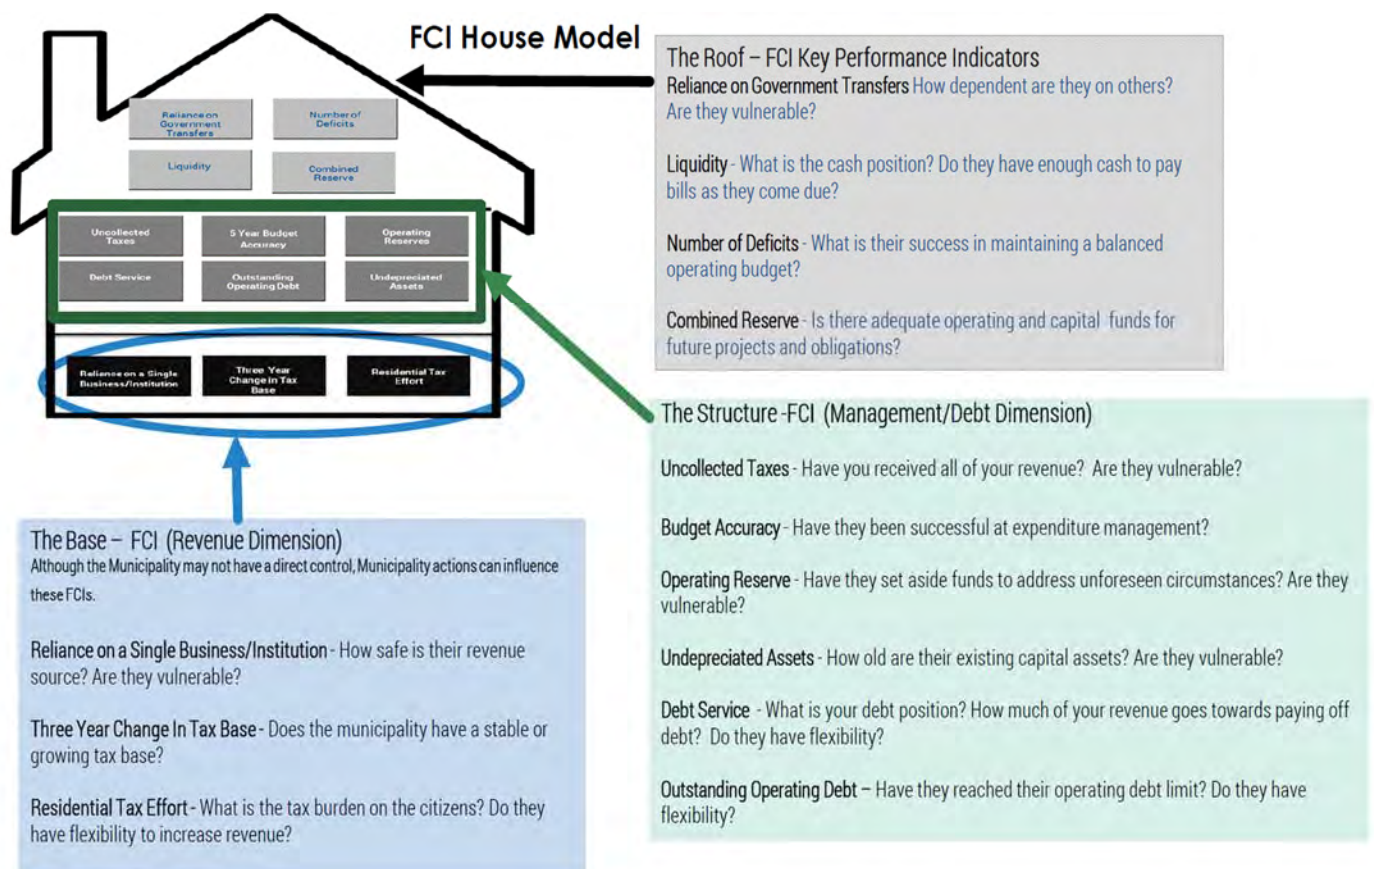 FCI House Model
Reliance on
Government
Transfers
Number of
Deficits
Liquidity
Combined
Reserve
Uncollected
Taxes
5 Year Budget
Accuracy
Operating
Reserves
Debt Service
Outstanding
Operating Debt
Undepreciated
Assets
Reliance on a Single
Business/Institution
Three Year
Change in Tax
Base
Residential Tax
Effort
The Roof – FCI Key Performance Indicators
Reliance on Government Transfers How dependent are they on others?
Are they vulnerable?
Liquidity - What is the cash position? Do they have enough cash to pay
bills as they come due?
Number of Deficits - What is their success in maintaining a balanced
operating budget?
Combined Reserve - Is there adequate operating and capital funds for
future projects and obligations?
The Structure -FCI (Management/Debt Dimension)
Uncollected Taxes - Have you received all of your revenue? Are they vulnerable?
Budget Accuracy - Have they been successful at expenditure management?
Operating Reserve - Have they set aside funds to address unforeseen circumstances? Are they
vulnerable?
Undepreciated Assets - How old are their existing capital assets? Are they vulnerable?
Debt Service - What is your debt position? How much of your revenue goes towards paying off
debt? Do they have flexibility?
Outstanding Operating Debt – Have they reached their operating debt limit? Do they have
flexibility?
The Base – FCI (Revenue Dimension)
Although the Municipality may not have a direct control, Municipality actions can influence
these FCIs.
Reliance on a Single Business/Institution - How safe is their revenue
source? Are they vulnerable?
Three Year Change In Tax Base - Does the municipality have a stable or
growing tax base?
Residential Tax Effort - What is the tax burden on the citizens? Do they
have flexibility to increase revenue?